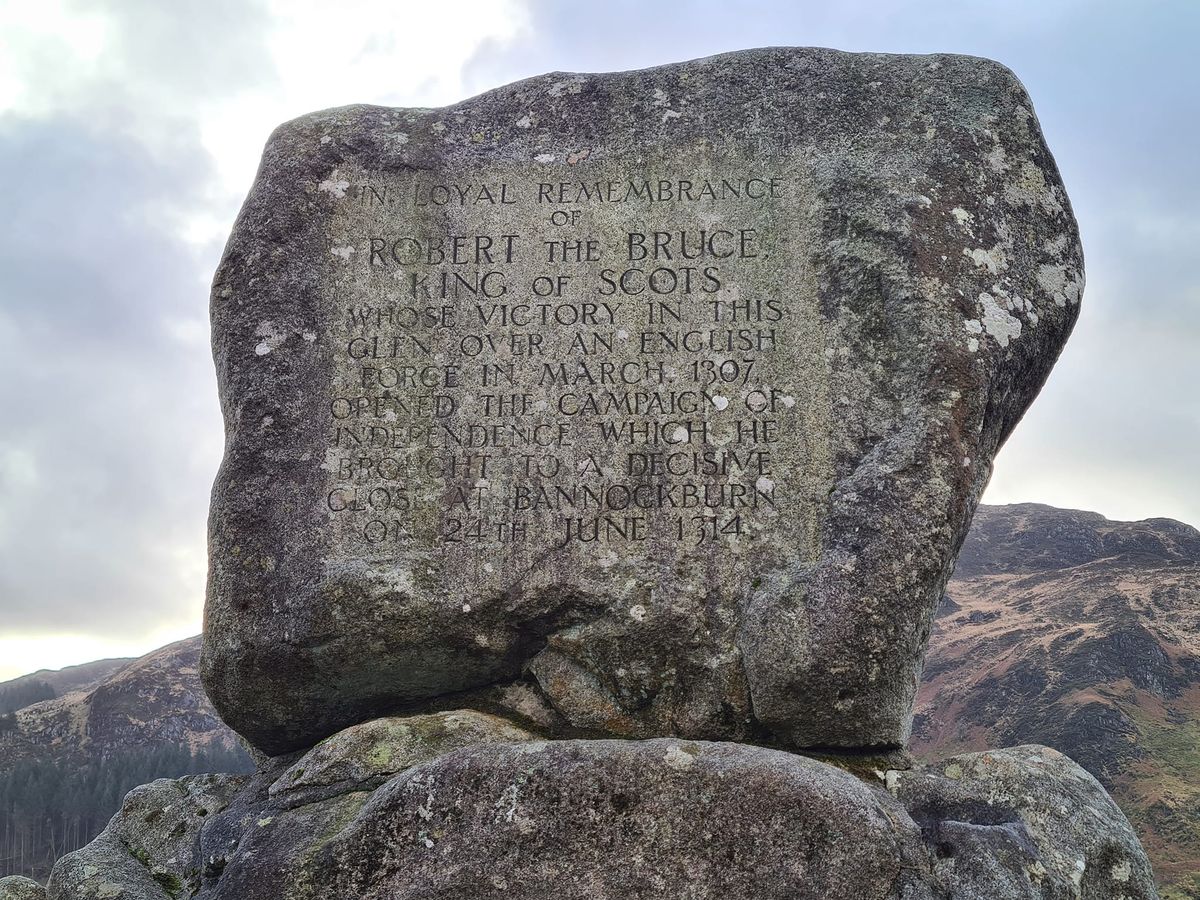 IN LOYAL REMEMBRANCE
OF
ROBERT THE BRUCE,
KING OF SCOTS
WHOSE VICTORY IN THIS
GLEN OVER AN ENGLISH
FORCE IN MARCH, 1307,
OPENED THE CAMPAIGN OF
INDEPENDENCE WHICH HE
BROUGHT TO A DECISIVE
CLOSE AT BANNOCKBURN
ON 24TH JUNE 1314.